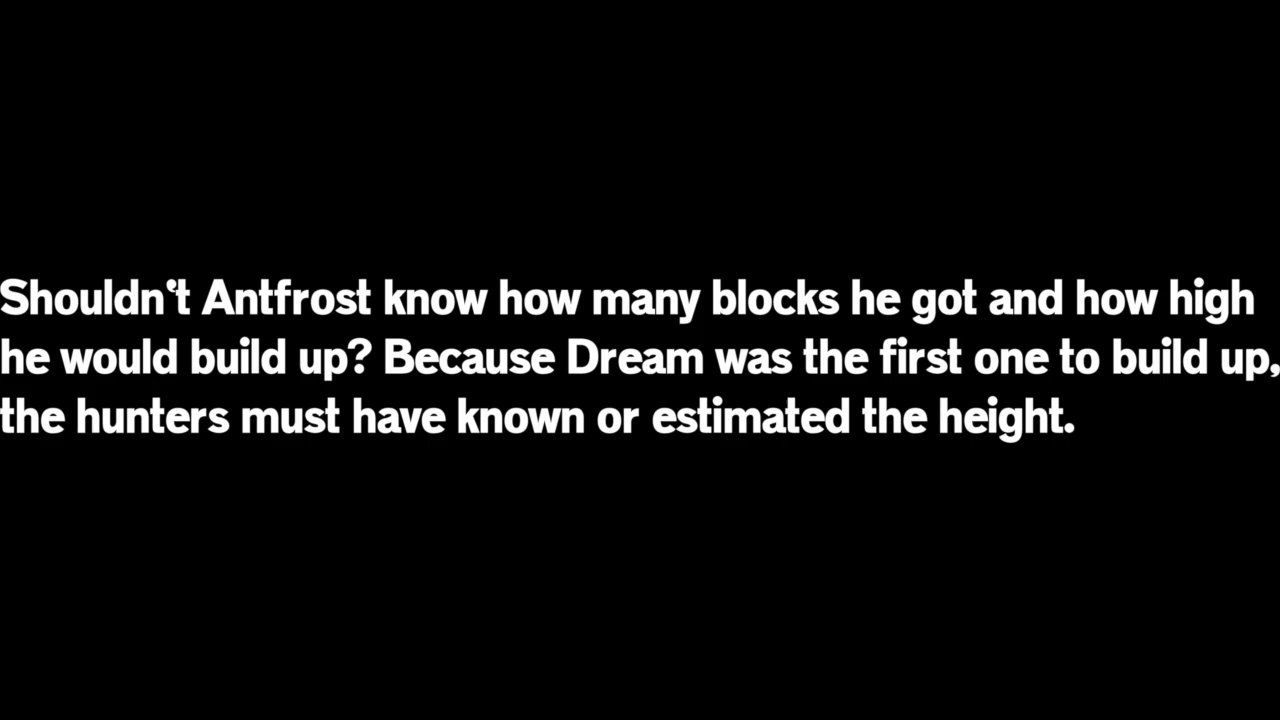 Shouldn‘t Antfrost know how many blocks he got and how high
he would build up? Because Dream was the first one to build up,
the hunters must have known or estimated the height.